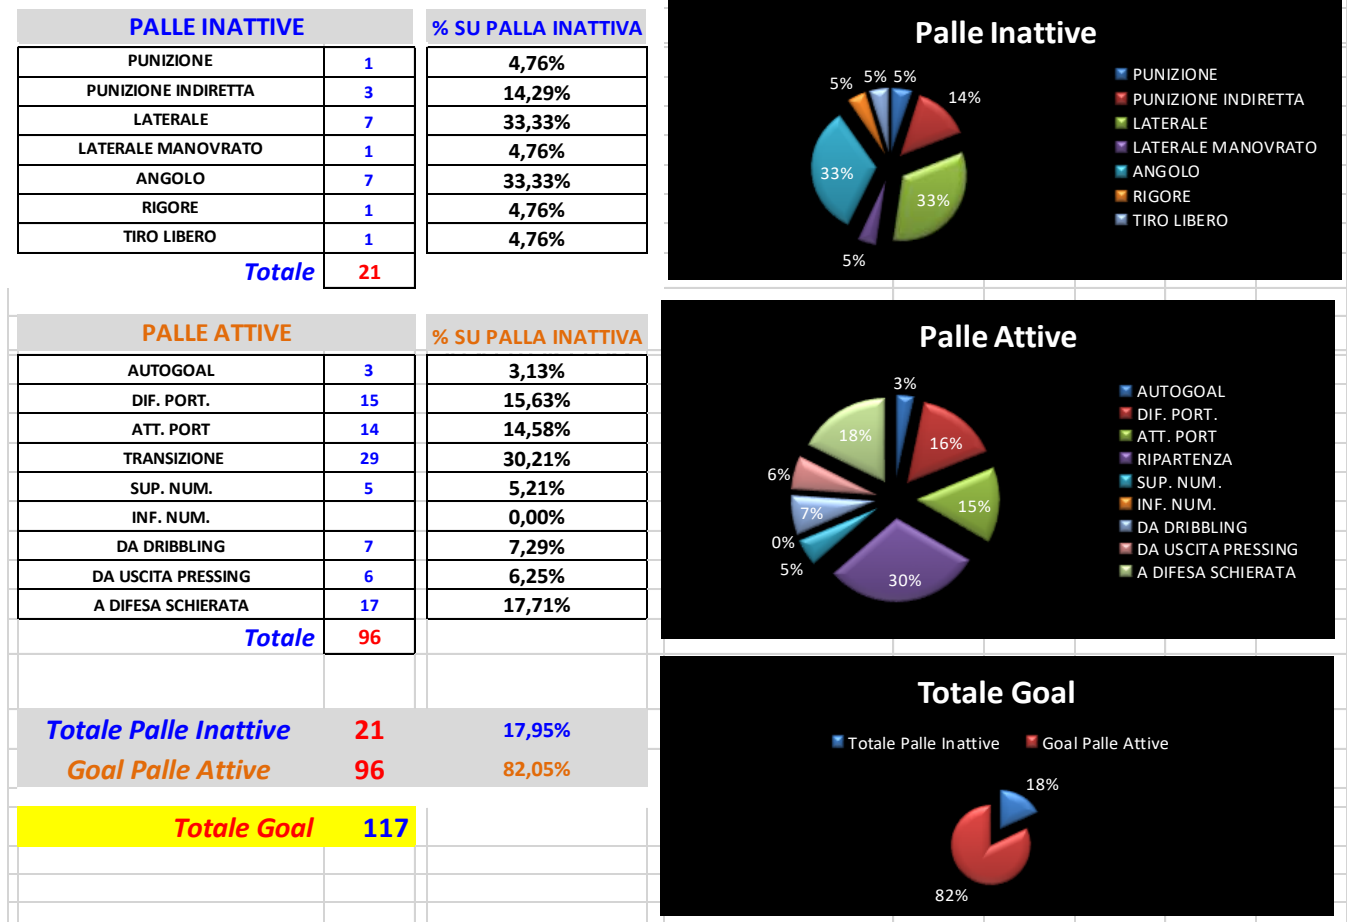 PALLE INATTIVE % SU PALLA INATTIVA
PUNIZIONE 1 4,76%
PUNIZIONE INDIRETTA 3 14,29%
LATERALE 7 33,33%
LATERALE MANOVRATO 1 4,76%
ANGOLO 7 33,33%
RIGORE 1 4,76%
TIRO LIBERO 1 4,76%
Totale 21
Palle Inattive
5% 5% 5%
14%
33%
33%
5%
PUNIZIONE
PUNIZIONE INDIRETTA
LATERALE
LATERALE MANOVRATO
ANGOLO
RIGORE
TIRO LIBERO
PALLE ATTIVE % SU PALLA INATTIVA
AUTOGOAL 3 3,13%
DIF. PORT. 15 15,63%
ATT. PORT 14 14,58%
TRANSIZIONE 29 30,21%
SUP. NUM. 5 5,21%
INF. NUM. 0,00%
DA DRIBBLING 7 7,29%
DA USCITA PRESSING 6 6,25%
A DIFESA SCHIERATA 17 17,71%
Totale 96
Palle Attive
3%
18% 16%
6%
15%
7%
0%
5%
30%
AUTOGOAL
DIF. PORT.
ATT. PORT
RIPARTENZA
SUP. NUM.
INF. NUM.
DA DRIBBLING
DA USCITA PRESSING
A DIFESA SCHIERATA
Totale Palle Inattive 21 17,95%
Goal Palle Attive 96 82,05%
Totale Goal 117
Totale Goal
Totale Palle Inattive Goal Palle Attive
18%
82%